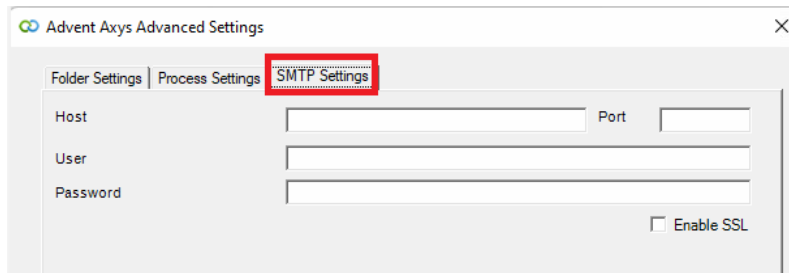 Advent Axys Advanced Settings
Folder Settings Process Settings SMTP Settings
Host Port
User
Password
Enable SSL